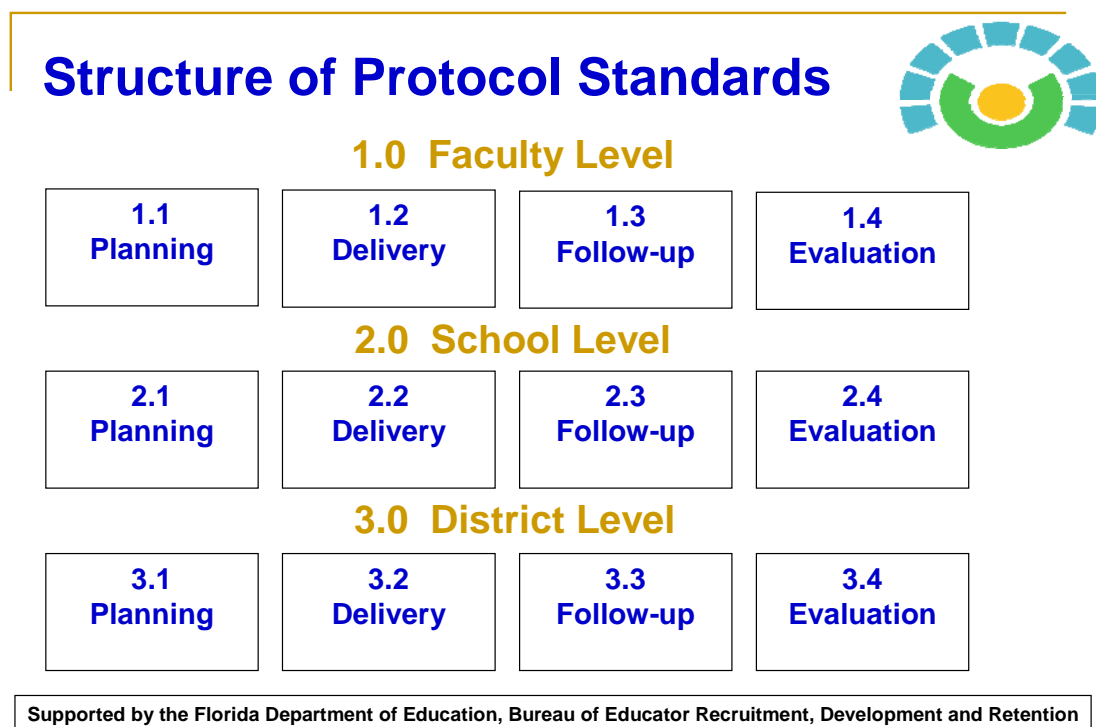 Structure of Protocol Standards
1.0 Faculty Level
1.1
Planning
1.2
Delivery
1.3
Follow-up
1.4
Evaluation
2.0 School Level
2.1
Planning
2.2
Delivery
2.3
Follow-up
2.4
Evaluation
3.0 District Level
3.1
Planning
3.2
Delivery
3.3
Follow-up
3.4
Evaluation
Supported by the Florida Department of Education, Bureau of Educator Recruitment, Development and Retention